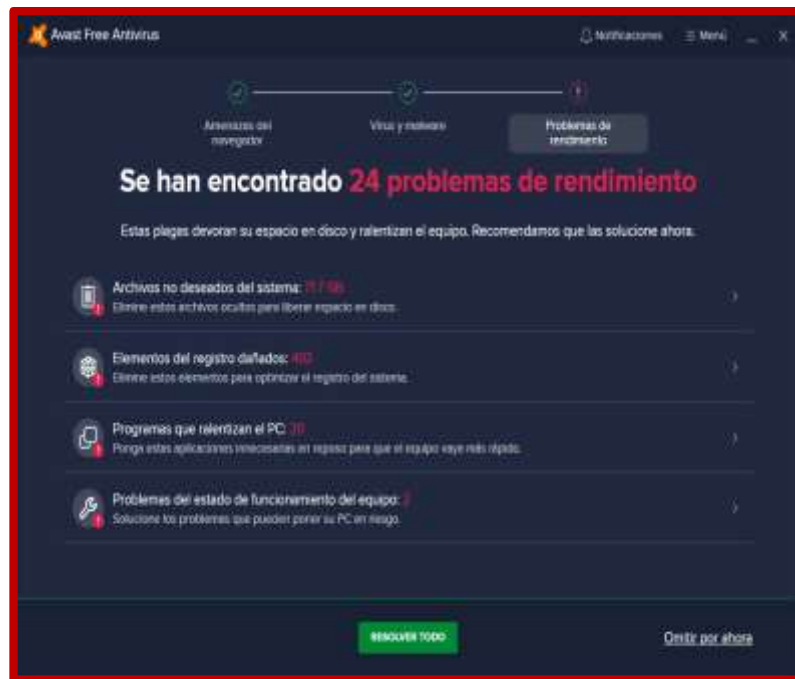 Avast Free Antivirus
Notificaciones
Menú
Amenazas del
navegador
Virus y malware
Problemas de
rendimiento
Se han encontrado 24 problemas de rendimiento
Estas plagas devoran su espacio en disco y ralentizan el equipo. Recomendamos que las solucione ahora.
Archivos no deseados del sistema:
Elimine estos archivos ocultos para liberar espacio en disco.
Elementos del registro dañados:
Elimine estos elementos para optimizar el registro del sistema.
Programas que ralentizan el PC:
Ponga estas aplicaciones innecesarias en reposo para que el equipo vaya más rápido.
Problemas del estado de funcionamiento del equipo: 2
Solucione los problemas que pueden poner su PC en riesgo.
RESOLVER TODO
Omitir por ahora